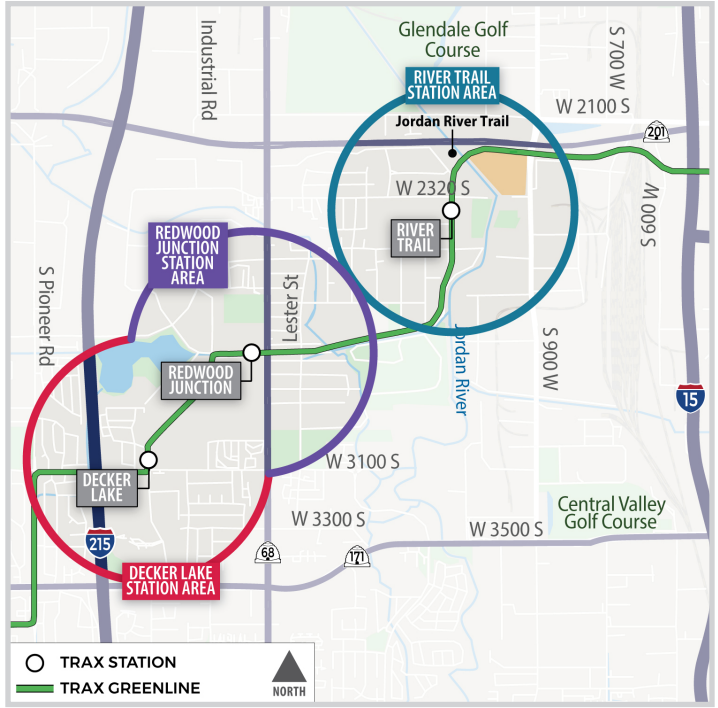 Industrial Rd
Glendale Golf
Course
S 700 W
RIVER TRAIL
STATION AREA
W 2100 S
Jordan River Trail
201
W 2320 S
S 600 W
RIVER
TRAIL
REDWOOD
JUNCTION
STATION
AREA
Lester St
S Pioneer Rd
Jordan River
S 900 W
REDWOOD
JUNCTION
15
W 3100 S
DECKER
LAKE
Central Valley
Golf Course
W 3300 S
W 3500 S
215
68
171
DECKER LAKE
STATION AREA
TRAX STATION
TRAX GREENLINE
NORTH